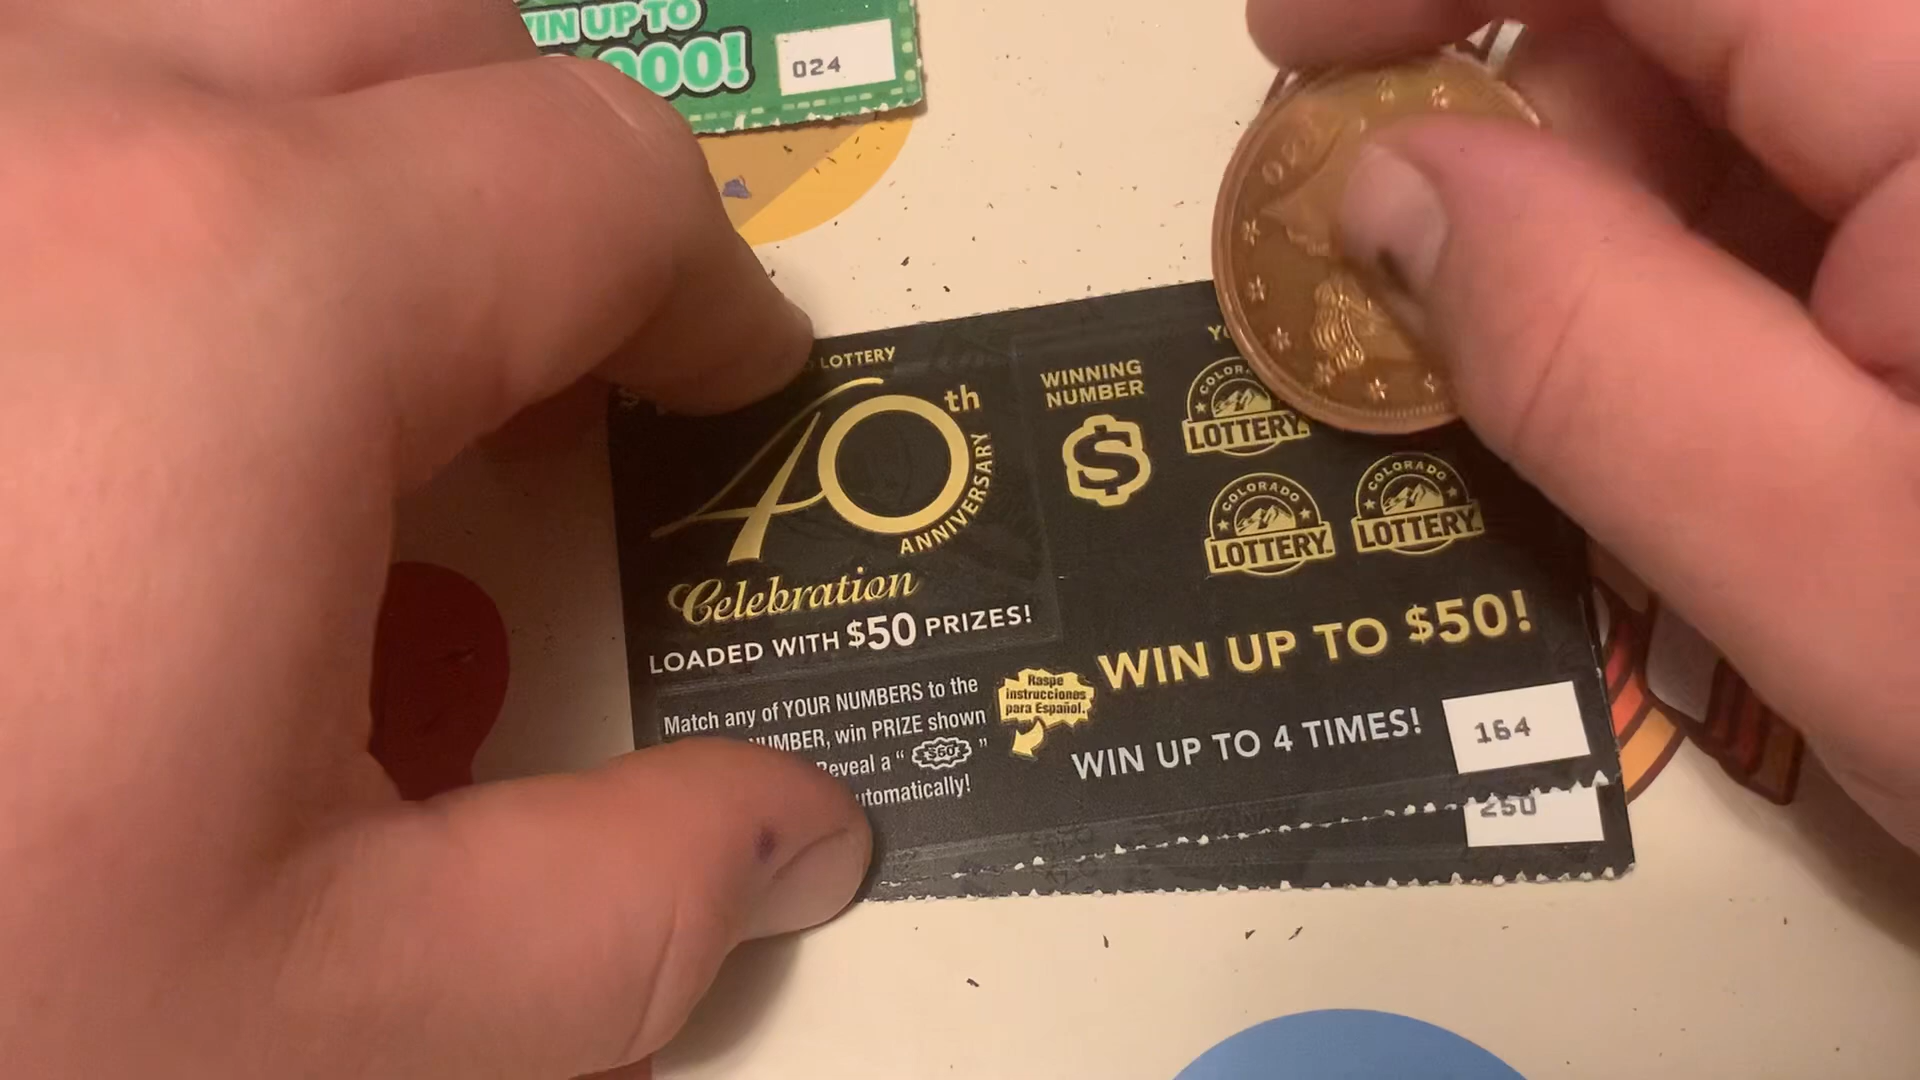 WIN UP TO
,000!
024
LOTTERY
40th
ANNIVERSARY
Celebration
LOADED WITH $50 PRIZES!
Match any of YOUR NUMBERS to the
NUMBER, win PRIZE shown
Reveal a "$50"
utomatically!
Raspe
instrucciones
para Español.
WINNING
NUMBER
$
YO
COLORADO
LOTTERY
COLORADO
LOTTERY
COLORADO
LOTTERY
WIN UP TO $50!
WIN UP TO 4 TIMES!
164
250